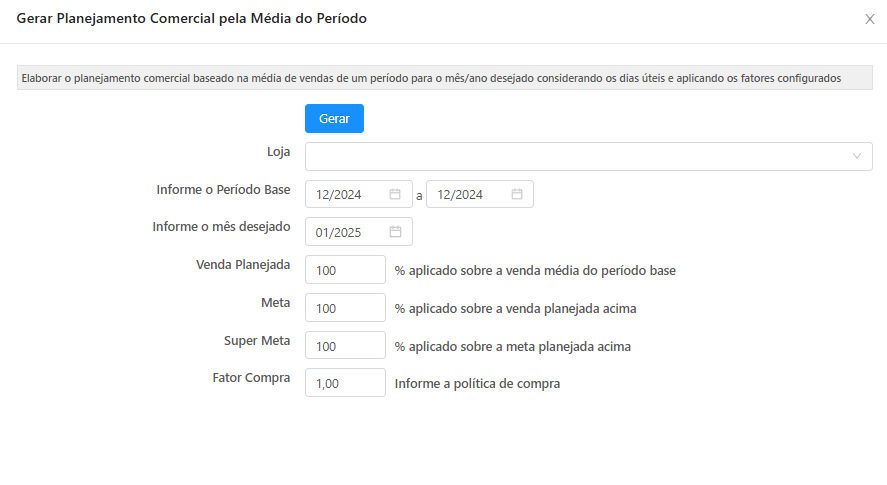 Gerar Planejamento Comercial pela Média do Período
Elaborar o planejamento comercial baseado na média de vendas de um período para o mês/ano desejado considerando os dias úteis e aplicando os fatores configurados
Gerar
Loja
Informe o Período Base 12/2024 a 12/2024
Informe o mês desejado 01/2025
Venda Planejada 100 % aplicado sobre a venda média do período base
Meta 100 % aplicado sobre a venda planejada acima
Super Meta 100 % aplicado sobre a meta planejada acima
Fator Compra 1,00 Informe a política de compra